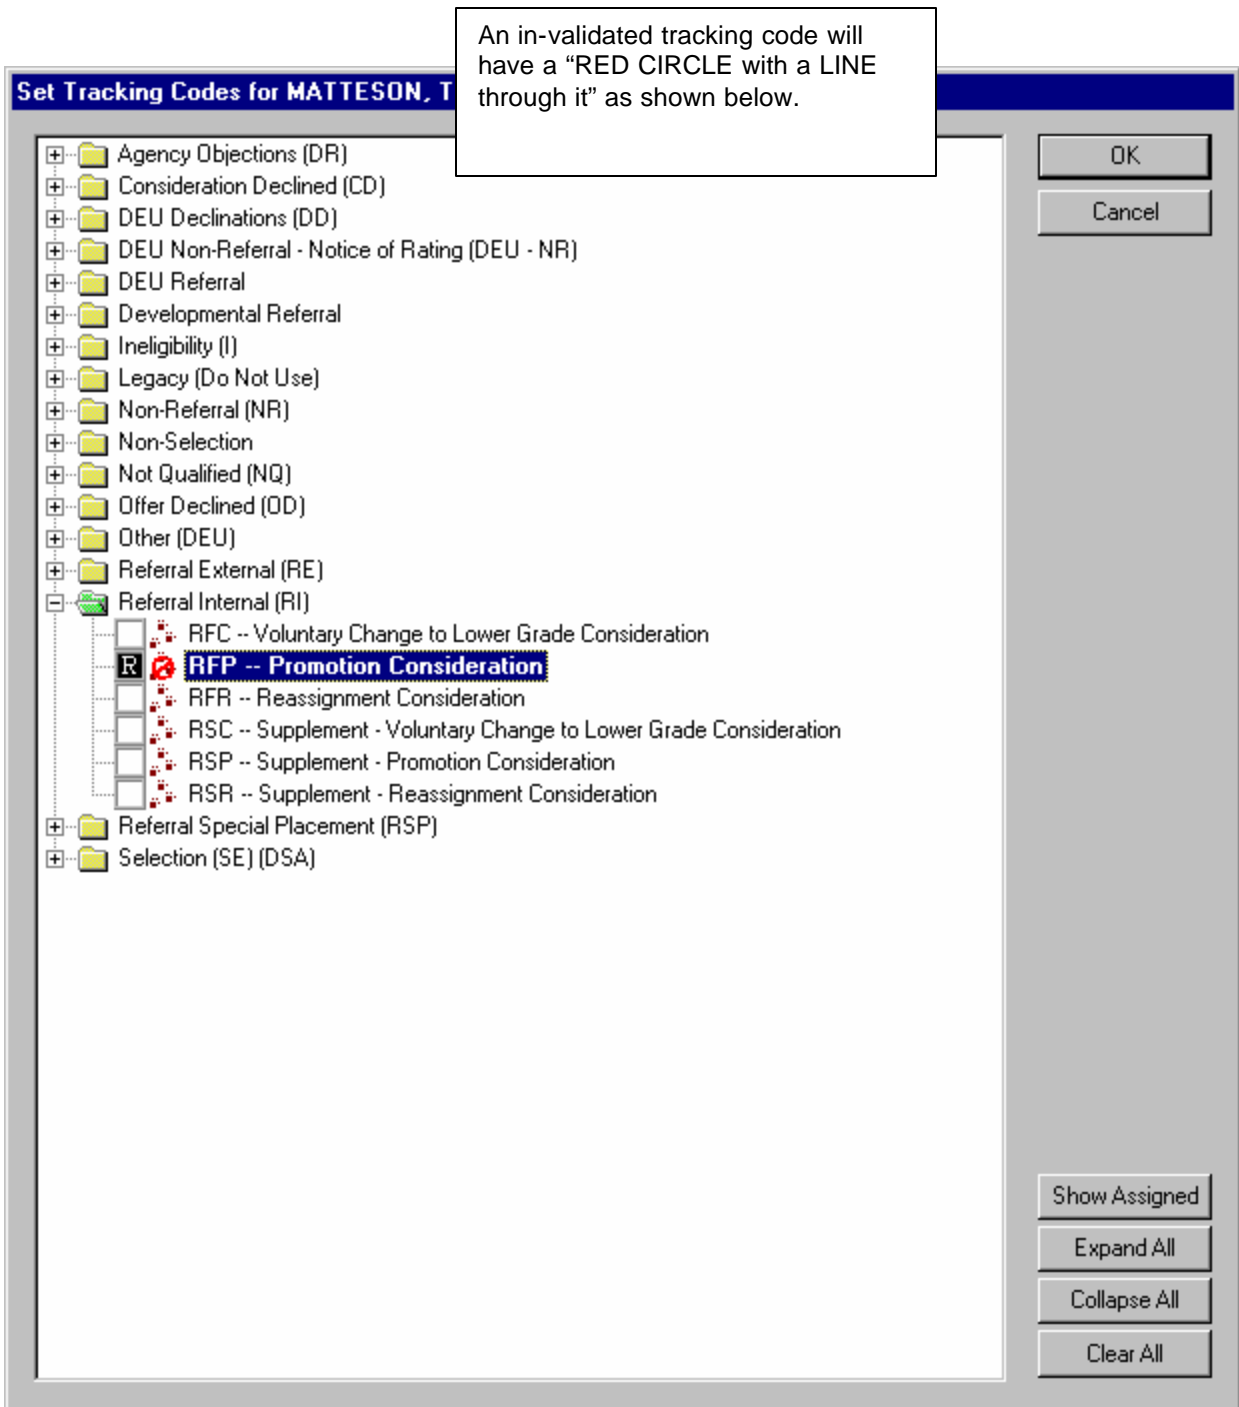 An in-validated tracking code will
have a “RED CIRCLE with a LINE
through it” as shown below.
Set Tracking Codes for MATTESON, T
Agency Objections (DR)
Consideration Declined (CD)
DEU Declinations (DD)
DEU Non-Referral - Notice of Rating (DEU - NR)
DEU Referral
Developmental Referral
Ineligibility (I)
Legacy (Do Not Use)
Non-Referral (NR)
Non-Selection
Not Qualified (NQ)
Offer Declined (OD)
Other (DEU)
Referral External (RE)
Referral Internal (RI)
RFC -- Voluntary Change to Lower Grade Consideration
R RFP -- Promotion Consideration
RFR -- Reassignment Consideration
RSC -- Supplement - Voluntary Change to Lower Grade Consideration
RSP -- Supplement - Promotion Consideration
RSR -- Supplement - Reassignment Consideration
Referral Special Placement (RSP)
Selection (SE) (DSA)
OK
Cancel
Show Assigned
Expand All
Collapse All
Clear All